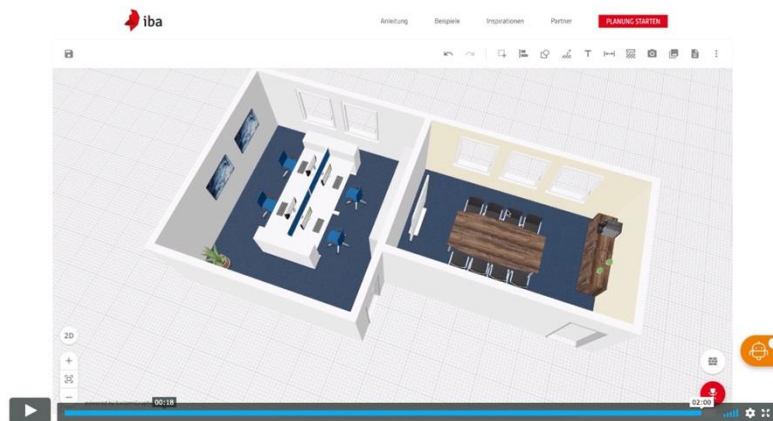 iba
Anleitung Beispiele Inspirationen Partner PLANUNG STARTEN
T
2D
00:18
02:00